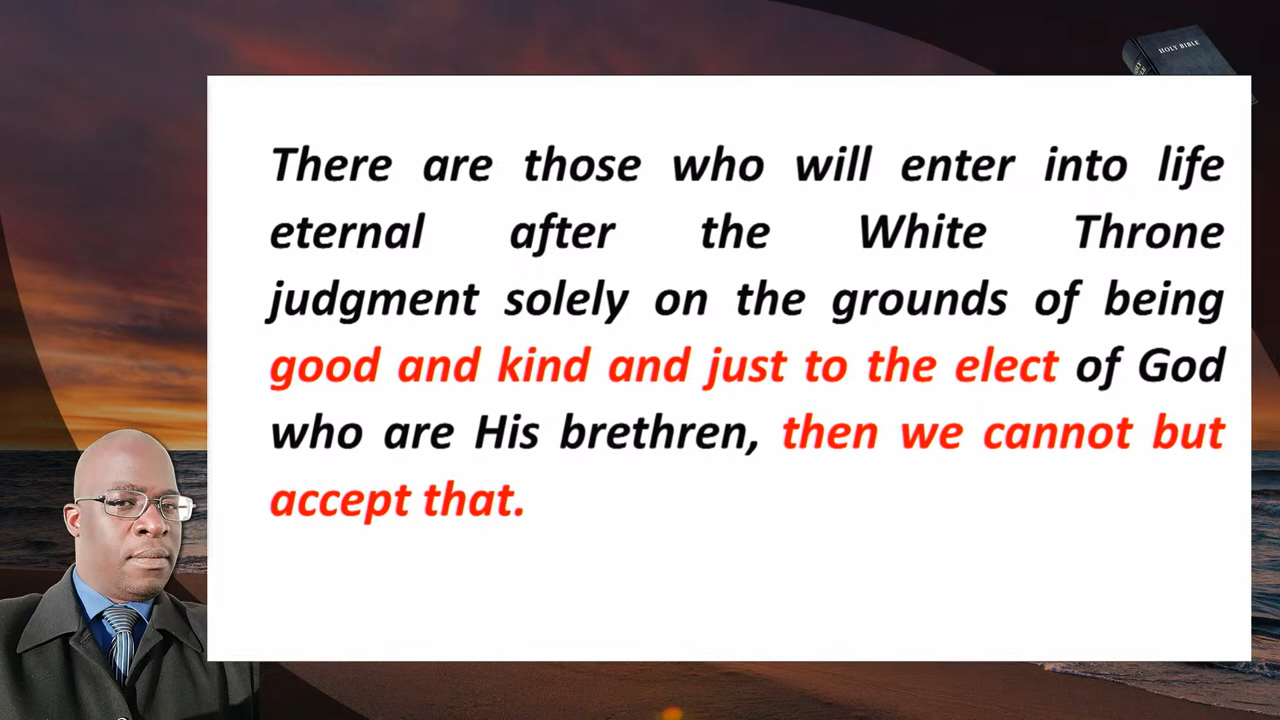 HOLY BIBLE
There are those who will enter into life
eternal after the White Throne
judgment solely on the grounds of being
good and kind and just to the elect of God
who are His brethren, then we cannot but
accept that.